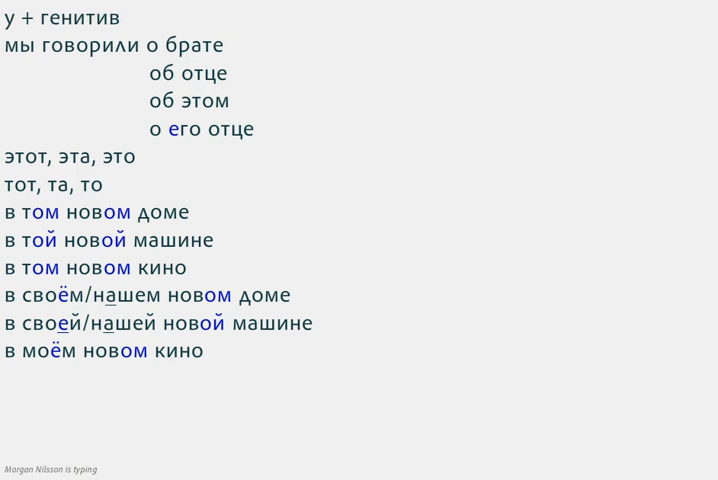 у + генитив
мы говорили о брате
об отце
об этом
о его отце
этот, эта, это
тот, та, то
в том новом доме
в той новой машине
в том новом кино
в своём/нашем новом доме
в своей/нашей новой машине
в моём новом кино
Morgan Nilsson is typing